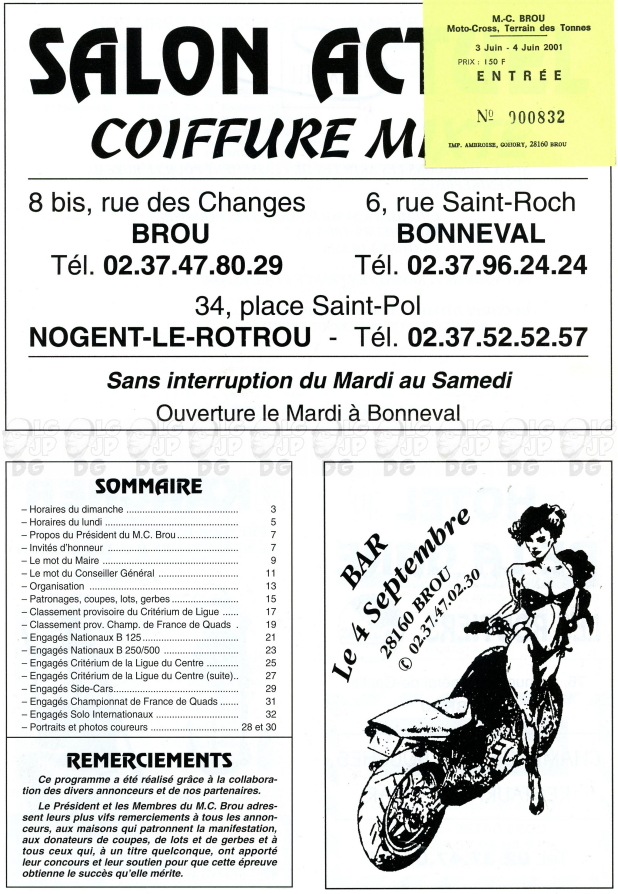 SALON
COIFFURE
M.-C. BROU
Moto-Cross, Terrain des Tonnes
3 Juin - 4 Juin 2001
PRIX : 150 F
ENTRÉE
Nº 000832
IMP. AMBROISE, GOHORY, 28160 BROU
8 bis, rue des Changes
BROU
Tél. 02.37.47.80.29
6, rue Saint-Roch
BONNEVAL
Tél. 02.37.96.24.24
34, place Saint-Pol
NOGENT-LE-ROTROU - Tél. 02.37.52.52.57
Sans interruption du Mardi au Samedi
Ouverture le Mardi à Bonneval
SOMMAIRE
– Horaires du dimanche ........................................ 3
– Horaires du lundi ................................................ 5
– Propos du Président du M.C. Brou...................... 7
– Invités d'honneur ............................................... 7
– Le mot du Maire ................................................. 9
– Le mot du Conseiller Général ............................. 11
– Organisation ...................................................... 13
– Patronages, coupes, lots, gerbes........................ 15
– Classement provisoire du Critérium de Ligue ...... 17
– Classement prov. Champ. de France de Quads . 19
– Engagés Nationaux B 125................................... 21
– Engagés Nationaux B 250/500 ........................... 23
– Engagés Critérium de la Ligue du Centre ............ 25
– Engagés Critérium de la Ligue du Centre (suite).. 27
– Engagés Side-Cars............................................. 29
– Engagés Championnat de France de Quads ....... 31
– Engagés Solo Internationaux .............................. 32
– Portraits et photos coureurs ...................... 28 et 30
REMERCIEMENTS
Ce programme a été réalisé grâce à la collabora-
tion des divers annonceurs et de nos partenaires.
Le Président et les Membres du M.C. Brou adres-
sent leurs plus vifs remerciements à tous les annon-
ceurs, aux maisons qui patronnent la manifestation,
aux donateurs de coupes, de lots et de gerbes et à
tous ceux qui, à un titre quelconque, ont apporté
leur concours et leur soutien pour que cette épreuve
obtienne le succès qu'elle mérite.
BAR
Le 4 Septembre
28160 BROU
✆ 02.37.47.02.30